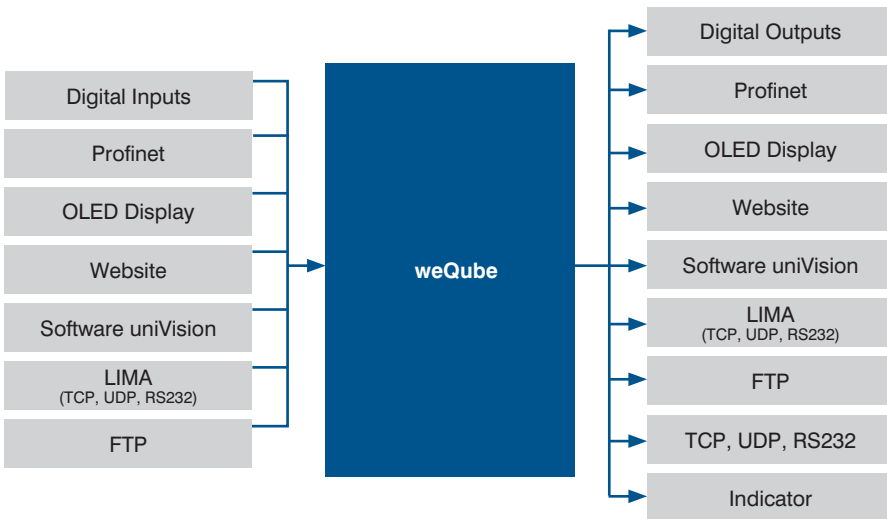 Digital Inputs
Profinet
OLED Display
Website
Software uniVision
LIMA
(TCP, UDP, RS232)
FTP
weQube
Digital Outputs
Profinet
OLED Display
Website
Software uniVision
LIMA
(TCP, UDP, RS232)
FTP
TCP, UDP, RS232
Indicator